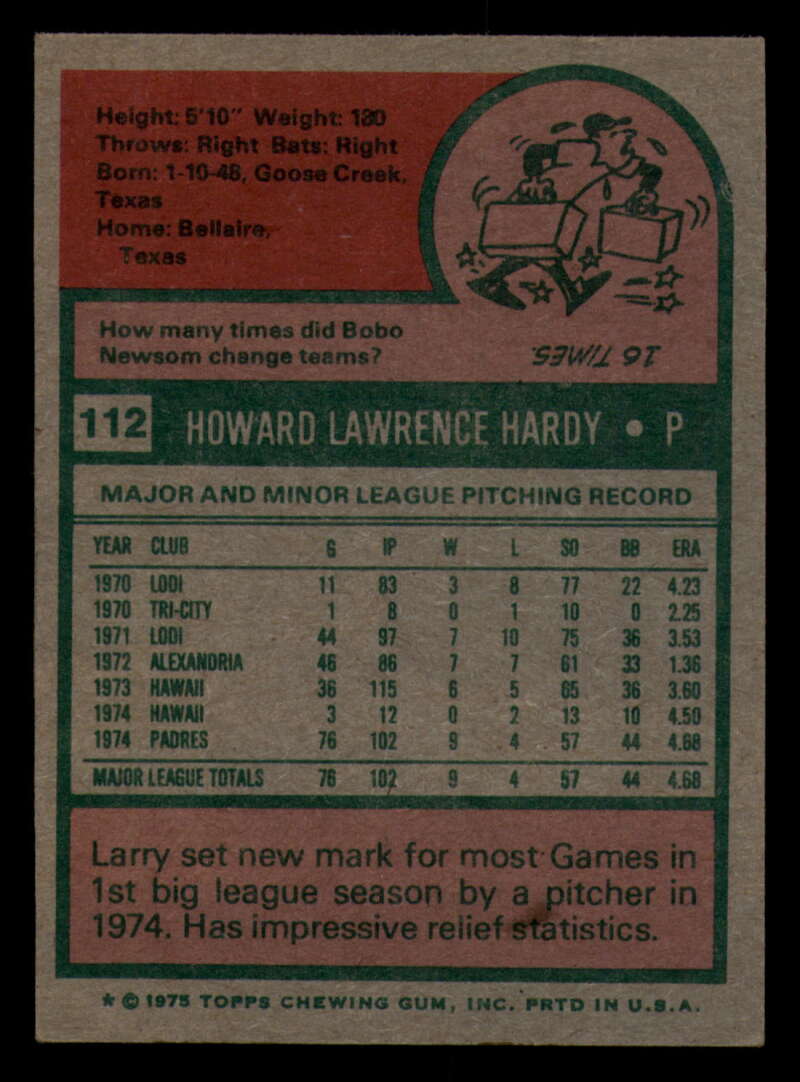 Height: 5'10" Weight: 180
Throws: Right Bats: Right
Born: 1-10-48, Goose Creek,
Texas
Home: Bellaire,
Texas
How many times did Bobo
Newsom change teams?
16 TIMES.
112 HOWARD LAWRENCE HARDY • P
MAJOR AND MINOR LEAGUE PITCHING RECORD
YEAR CLUB G IP W L SO BB ERA
1970 LODI 11 83 3 8 77 22 4.23
1970 TRI-CITY 1 8 0 1 10 0 2.25
1971 LODI 44 97 7 10 75 36 3.53
1972 ALEXANDRIA 46 86 7 7 61 33 1.36
1973 HAWAII 36 115 6 5 65 36 3.60
1974 HAWAII 3 12 0 2 13 10 4.50
1974 PADRES 76 102 9 4 57 44 4.68
MAJOR LEAGUE TOTALS 76 102 9 4 57 44 4.68
Larry set new mark for most Games in
1st big league season by a pitcher in
1974. Has impressive relief statistics.
* © 1975 TOPPS CHEWING GUM, INC. PRTD IN U.S.A.